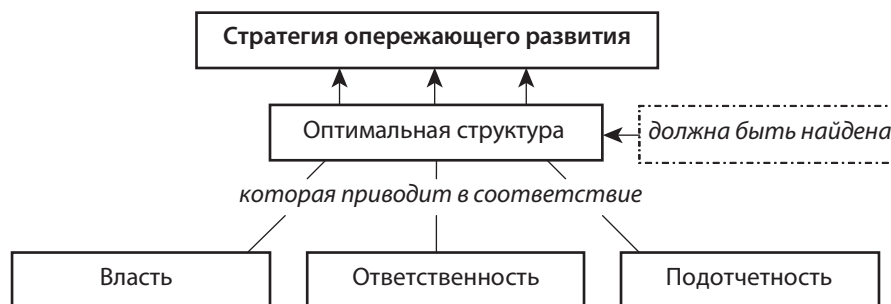 Стратегия опережающего развития
Оптимальная структура
должна быть найдена
которая приводит в соответствие
Власть
Ответственность
Подотчетность